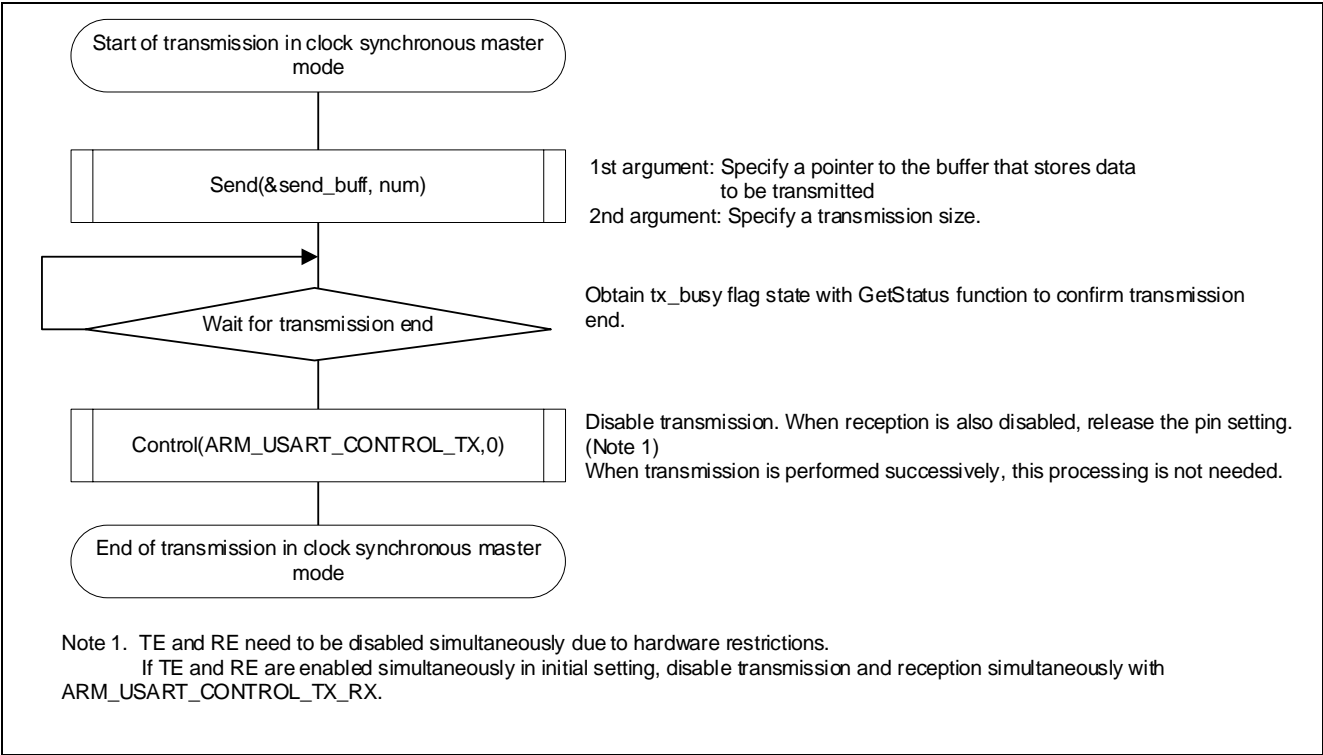 Start of transmission in clock synchronous master
mode
Send(&send_buff, num)
1st argument: Specify a pointer to the buffer that stores data
to be transmitted
2nd argument: Specify a transmission size.
Wait for transmission end
Obtain tx_busy flag state with GetStatus function to confirm transmission
end.
Control(ARM_USART_CONTROL_TX,0)
Disable transmission. When reception is also disabled, release the pin setting.
(Note 1)
When transmission is performed successively, this processing is not needed.
End of transmission in clock synchronous master
mode
Note 1. TE and RE need to be disabled simultaneously due to hardware restrictions.
If TE and RE are enabled simultaneously in initial setting, disable transmission and reception simultaneously with
ARM_USART_CONTROL_TX_RX.